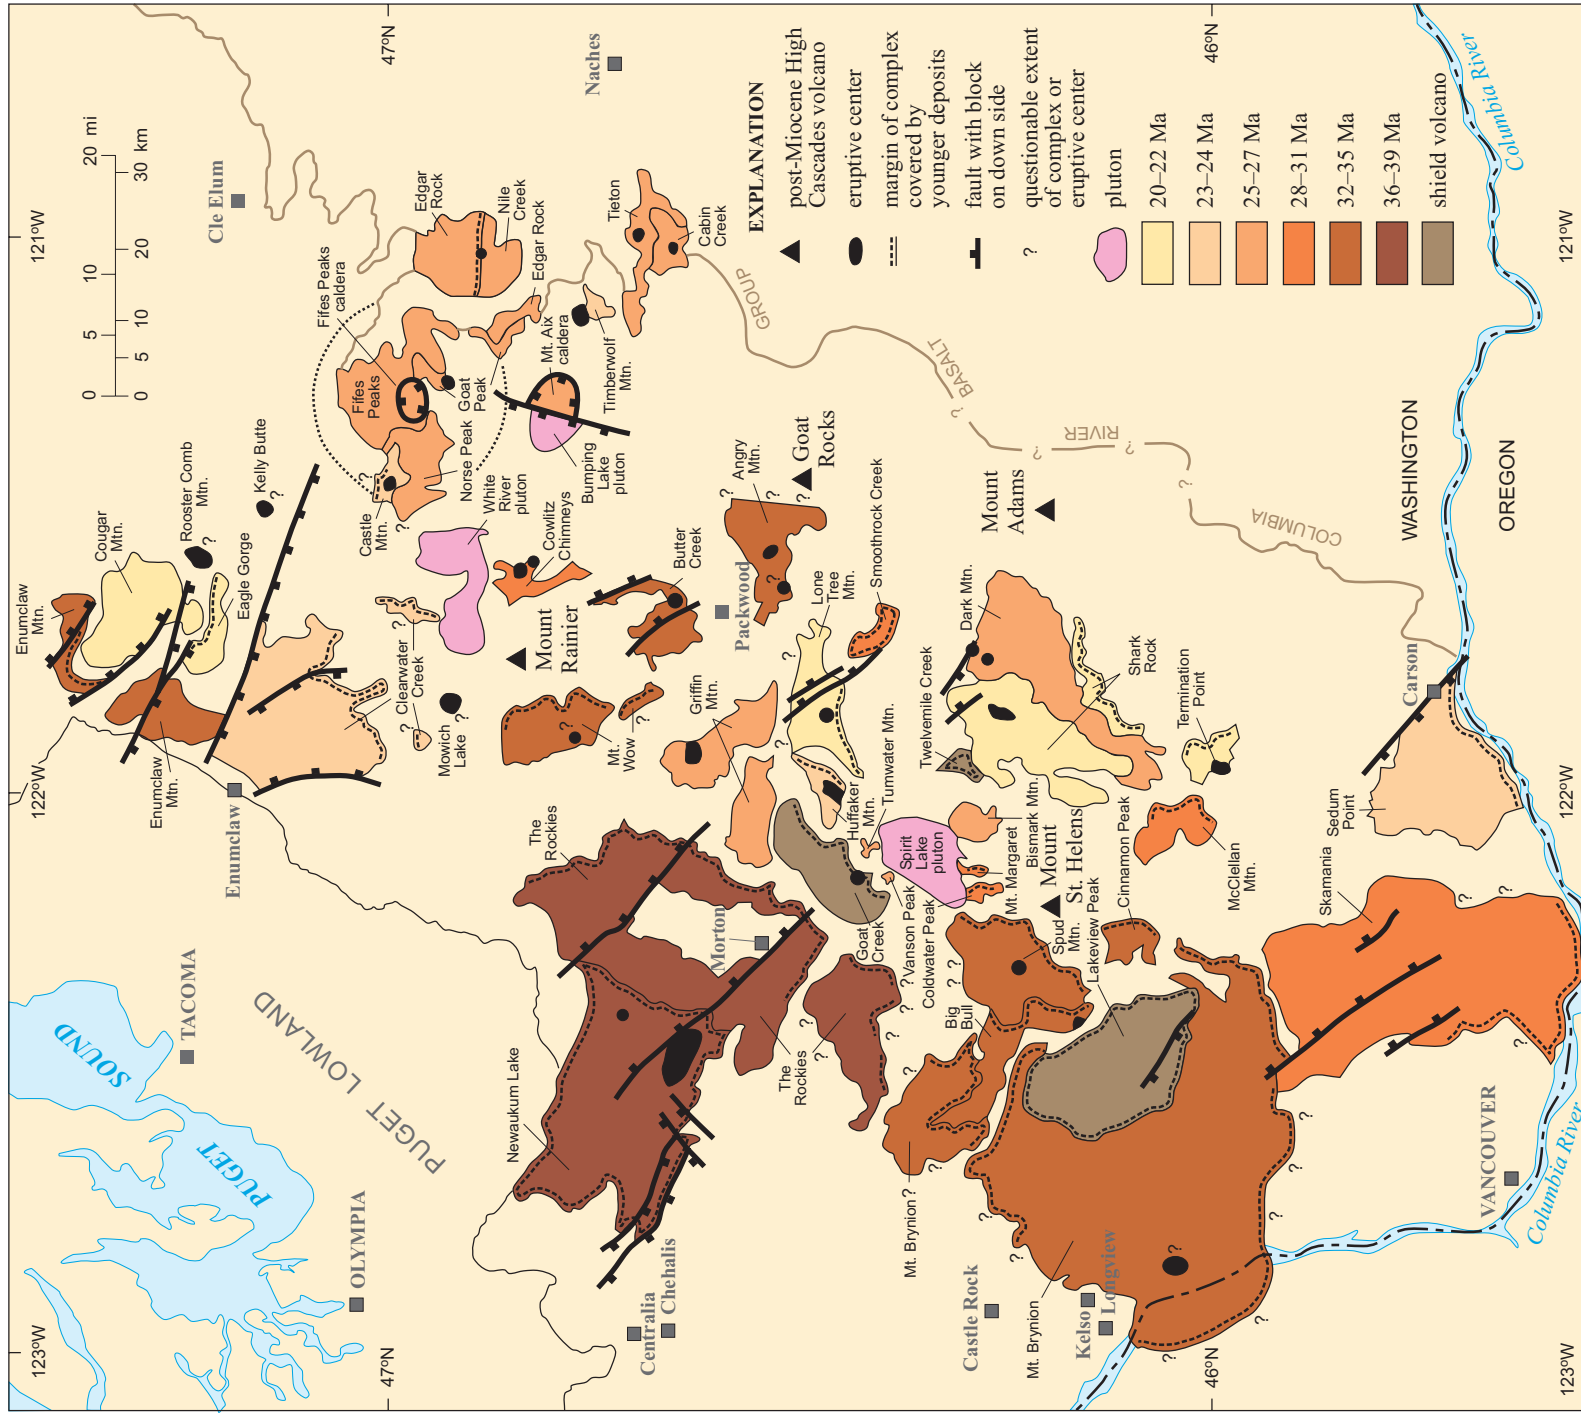 123ºW
122ºW
121ºW
47ºN
47ºN
46ºN
46ºN
123ºW
122ºW
121ºW
0
5
10
20 mi
0
5
10
20
30 km
PUGET
SOUND
PUGET LOWLAND
OLYMPIA
TACOMA
Enumclaw
Cle Elum
Naches
Centralia
Chehalis
Morton
Packwood
Castle Rock
Kelso
Longview
VANCOUVER
Carson
Columbia River
Columbia River
WASHINGTON
OREGON
COLUMBIA
RIVER
BASALT
GROUP
Enumclaw
Mtn.
Cougar
Mtn.
Rooster Comb
Mtn.
?
Kelly Butte
?
Eagle Gorge
Enumclaw
Mtn.
Clearwater
Creek
?
?
Mowich
Lake
?
Castle
Mtn.
?
?
Norse Peak
Fifes
Peaks
Fifes Peaks
caldera
Goat
Peak
Edgar
Rock
Nile
Creek
Edgar Rock
Mt. Aix
caldera
Bumping
Lake
pluton
Timberwolf
Mtn.
Tieton
Cabin
Creek
White
River
pluton
Cowlitz
Chimneys
Mount
Rainier
Butter
Creek
Mt.
Wow
?
?
Angry
Mtn.
?
?
?
?
Goat
Rocks
Griffin
Mtn.
Lone
Tree
Mtn.
?
?
Smoothrock Creek
Mount
Adams
Dark Mtn.
Twelvemile Creek
Shark
Rock
Termination
Point
Huffaker
Mtn.
Tumwater Mtn.
Spirit
Lake
pluton
Bismark Mtn.
Mt. Margaret
Mount
St. Helens
Vanson Peak
Coldwater Peak
Goat
Creek
The
Rockies
The
Rockies
?
?
?
?
?
Newaukum Lake
Big
Bull
?
?
Spud
Mtn.
Lakeview Peak
Cinnamon Peak
McClellan
Mtn.
Sedum
Point
Skamania
?
?
?
Mt. Brynion?
?
?
Mt. Brynion
?
?
?
?
?
?
?
?
?
?
?
?
?
?
EXPLANATION
post-Miocene High
Cascades volcano
eruptive center
margin of complex
covered by
younger deposits
fault with block
on down side
?
questionable extent
of complex or
eruptive center
pluton
20–22 Ma
23–24 Ma
25–27 Ma
28–31 Ma
32–35 Ma
36–39 Ma
shield volcano